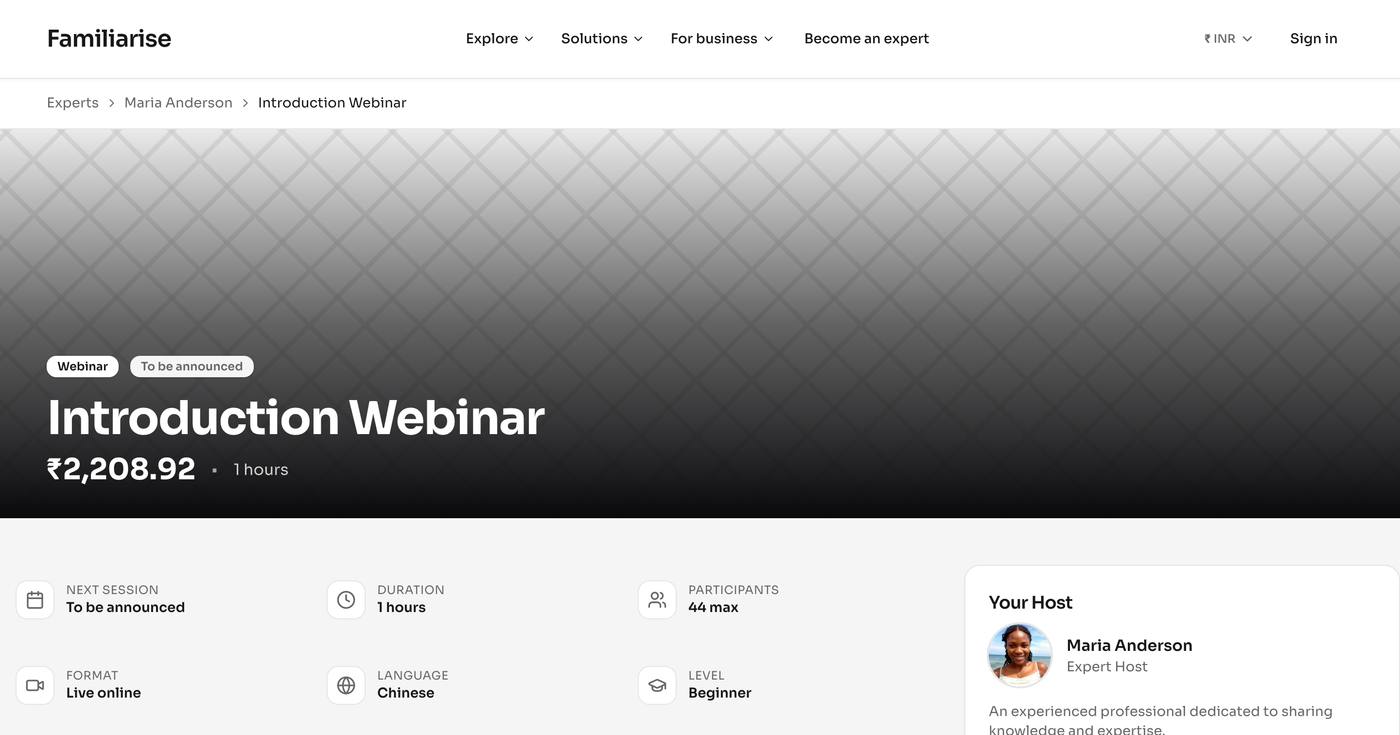 Familiarise
Explore
Solutions
For business
Become an expert
₹ INR
Sign in
Experts > Maria Anderson > Introduction Webinar
Webinar
To be announced
Introduction Webinar
₹2,208.92 • 1 hours
NEXT SESSION
To be announced
DURATION
1 hours
PARTICIPANTS
44 max
FORMAT
Live online
LANGUAGE
Chinese
LEVEL
Beginner
Your Host
Maria Anderson
Expert Host
An experienced professional dedicated to sharing
knowledge and expertise.